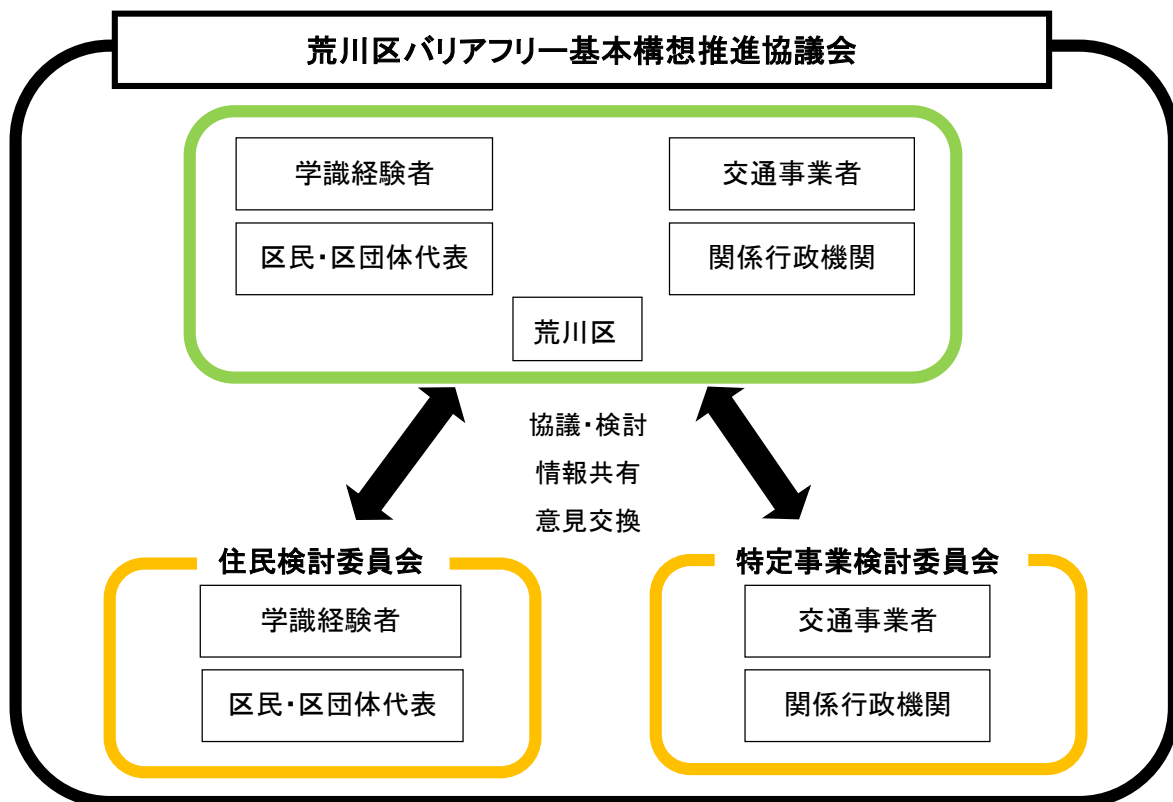 荒川区バリアフリー基本構想推進協議会
学識経験者
交通事業者
区民・区団体代表
関係行政機関
荒川区
協議・検討
情報共有
意見交換
住民検討委員会
学識経験者
区民・区団体代表
特定事業検討委員会
交通事業者
関係行政機関